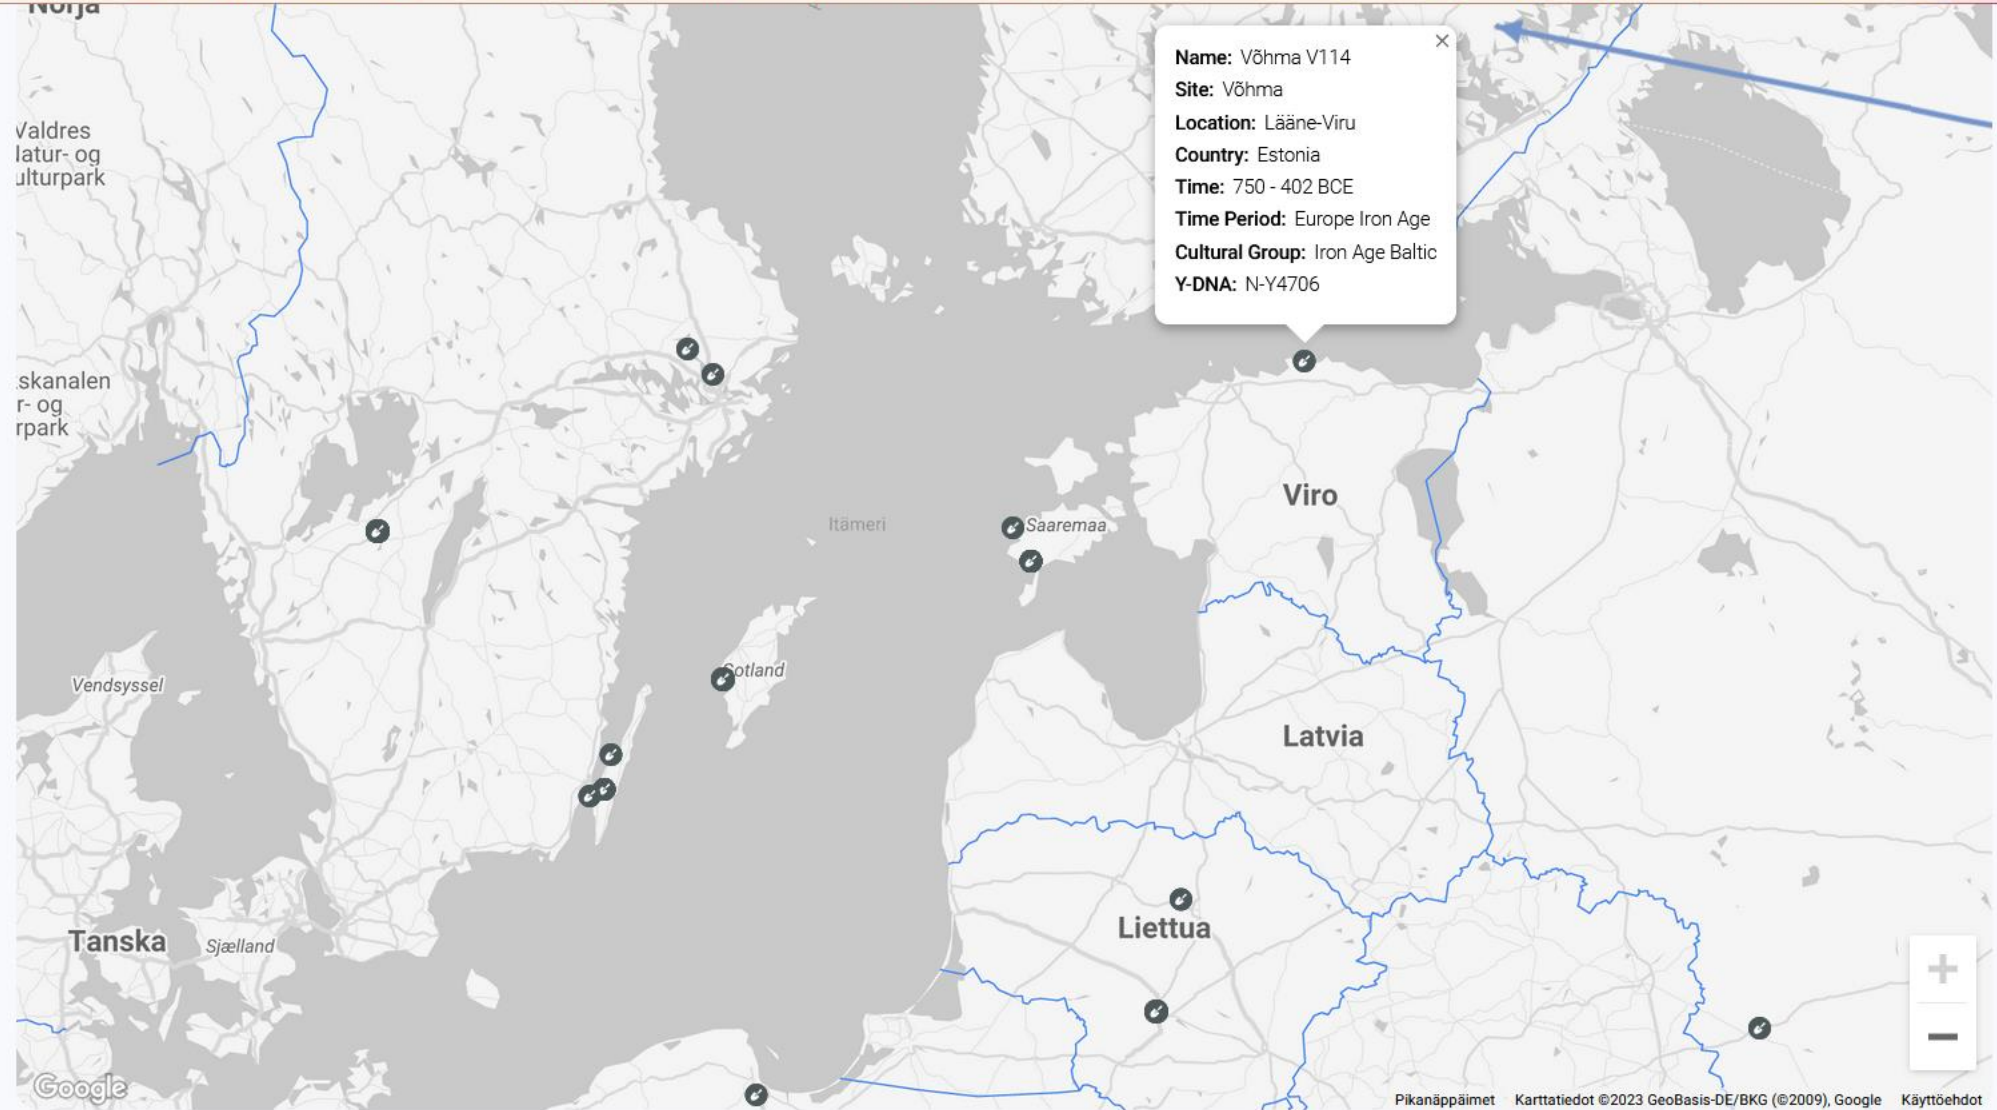 Norja
Name: Võhma V114
Site: Võhma
Location: Lääne-Viru
Country: Estonia
Time: 750 - 402 BCE
Time Period: Europe Iron Age
Cultural Group: Iron Age Baltic
Y-DNA: N-Y4706
Valdres
latur- og
ulturpark
skanalen
r- og
rpark
Viro
Itämeri
Saaremaa
otland
Vendsyssel
Latvia
Liettua
Tanska
Sjælland
Google
Pikanäppäimet
Karttatiedot ©2023 GeoBasis-DE/BKG (©2009), Google
Käyttöehdot